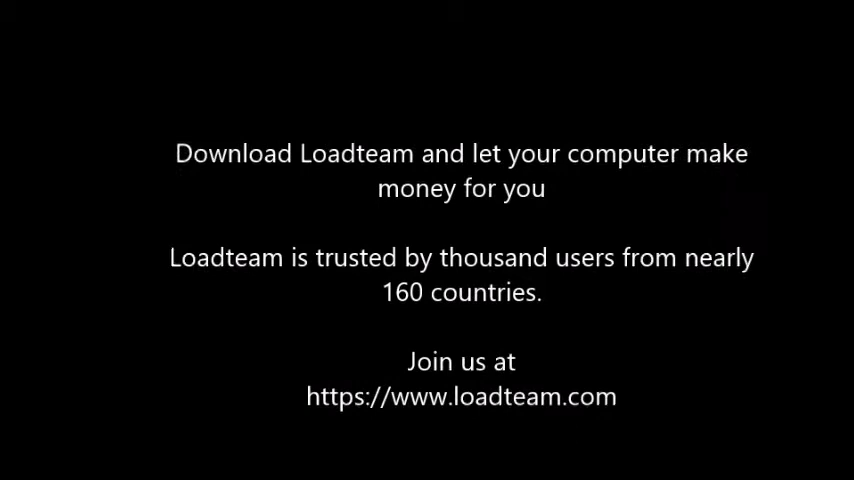 Download Loadteam and let your computer make
money for you
Loadteam is trusted by thousand users from nearly
160 countries.
Join us at
https://www.loadteam.com